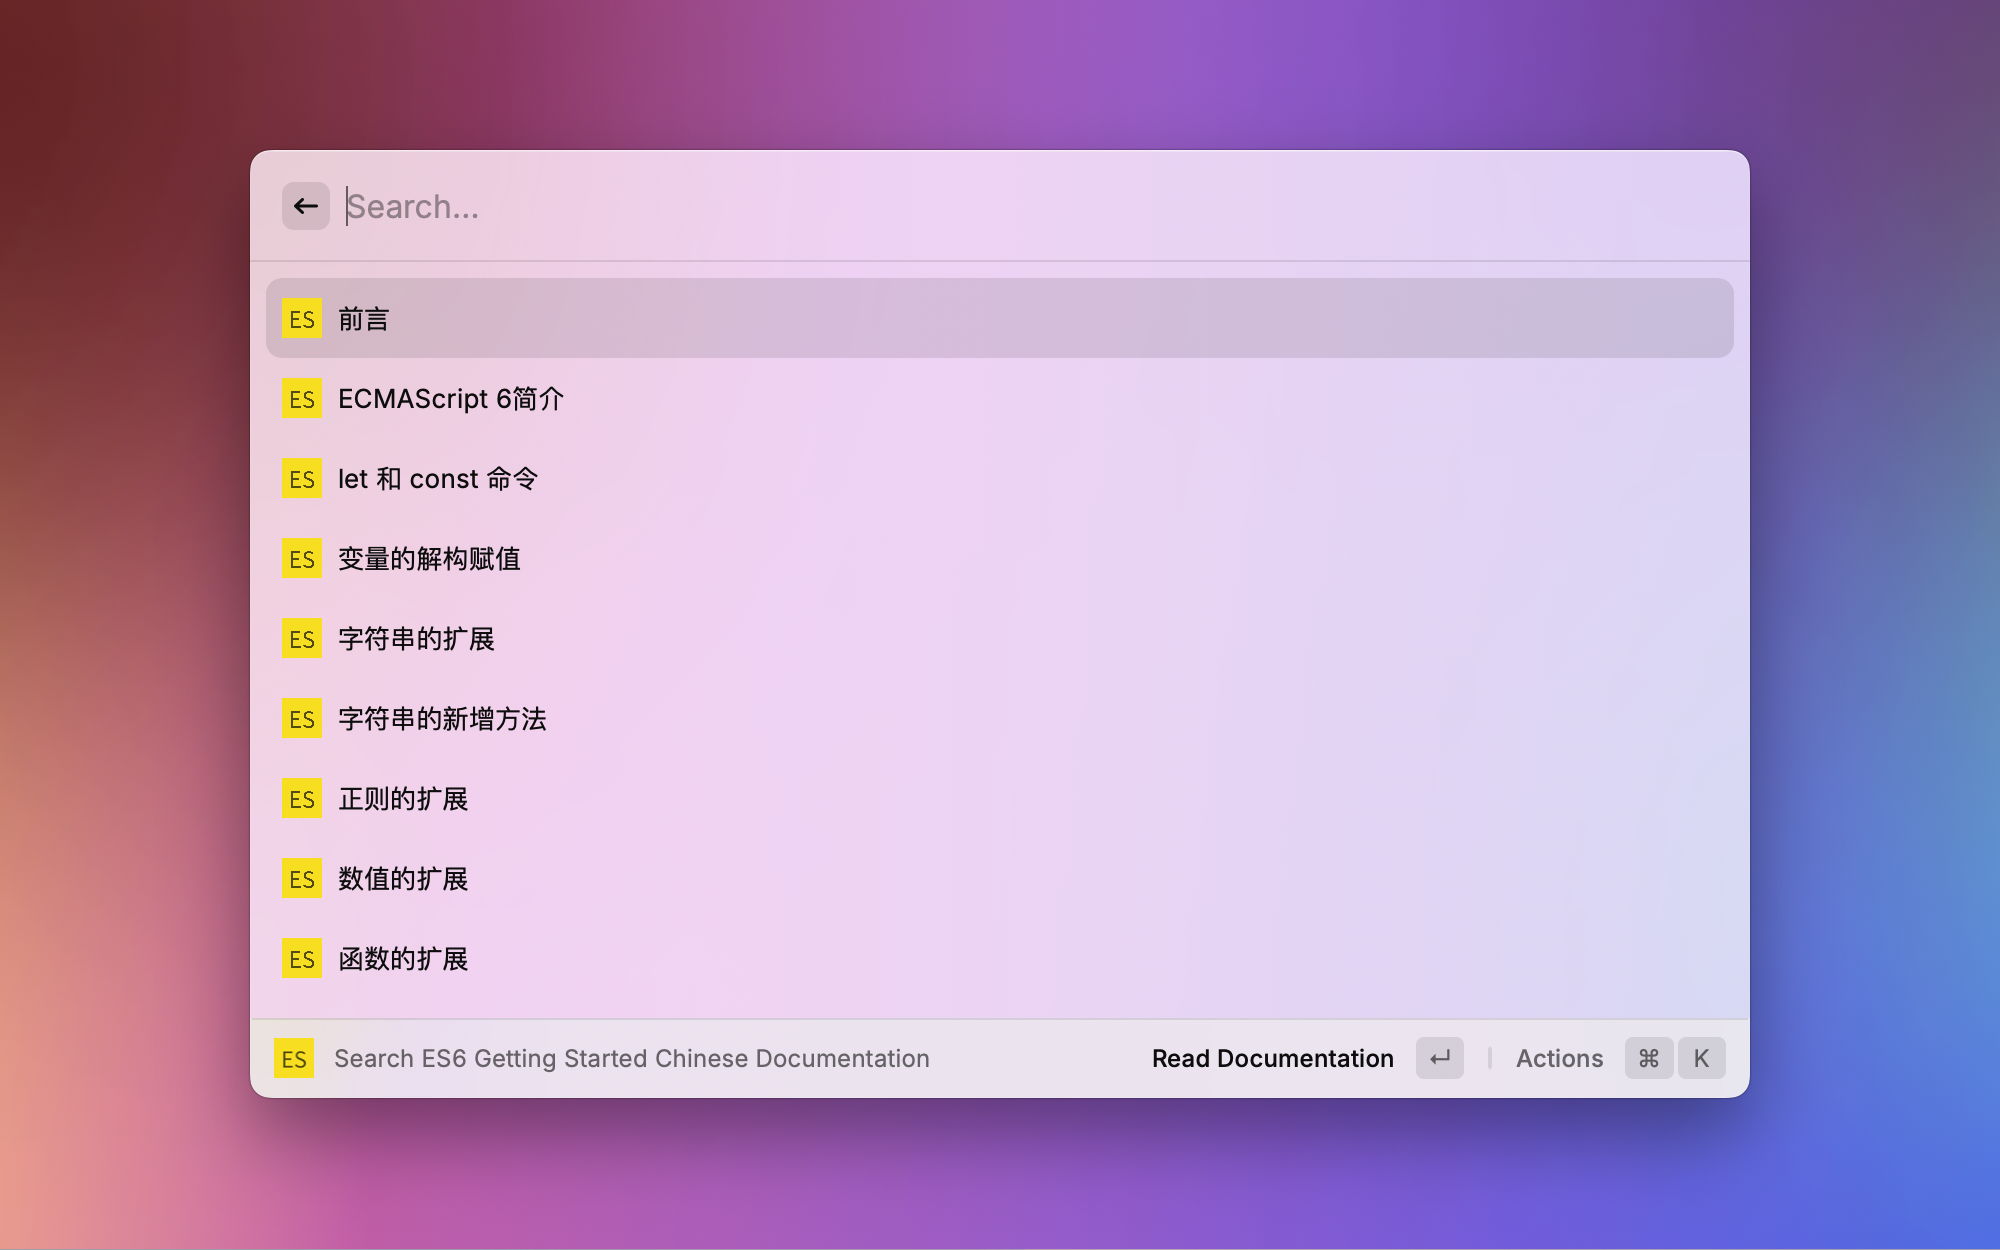 Search...
ES 前言
ES ECMAScript 6简介
ES let 和 const 命令
ES 变量的解构赋值
ES 字符串的扩展
ES 字符串的新增方法
ES 正则的扩展
ES 数值的扩展
ES 函数的扩展
ES Search ES6 Getting Started Chinese Documentation Read Documentation ↵ Actions ⌘ K